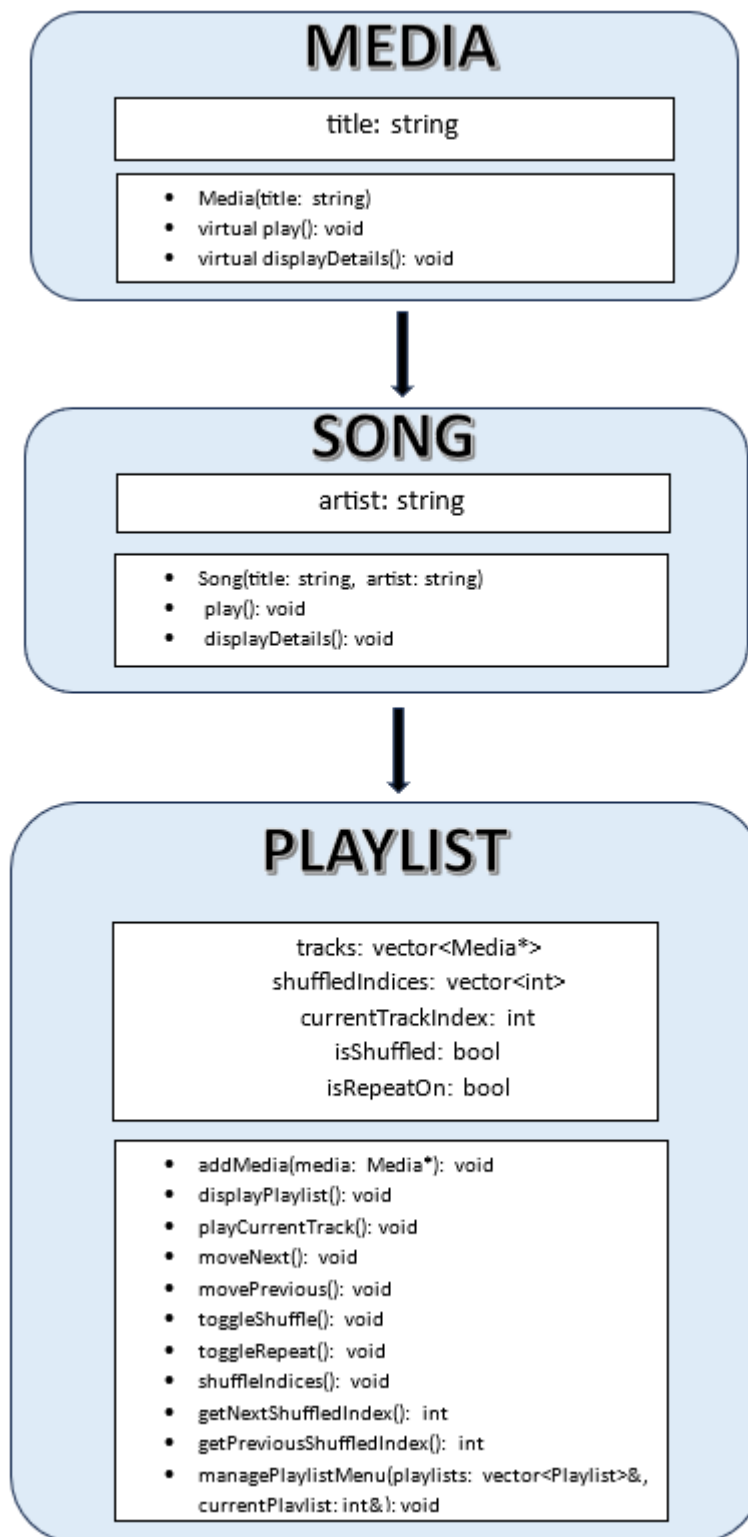 MEDIA
title: string
• Media(title: string)
• virtual play(): void
• virtual displayDetails(): void
SONG
artist: string
• Song(title: string, artist: string)
• play(): void
• displayDetails(): void
PLAYLIST
tracks: vector<Media*>
shuffledIndices: vector<int>
currentTrackIndex: int
isShuffled: bool
isRepeatOn: bool
• addMedia(media: Media*): void
• displayPlaylist(): void
• playCurrentTrack(): void
• moveNext(): void
• movePrevious(): void
• toggleShuffle(): void
• toggleRepeat(): void
• shuffleIndices(): void
• getNextShuffledIndex(): int
• getPreviousShuffledIndex(): int
• managePlaylistMenu(playlists: vector<Playlist>&,
currentPlaylist: int&): void